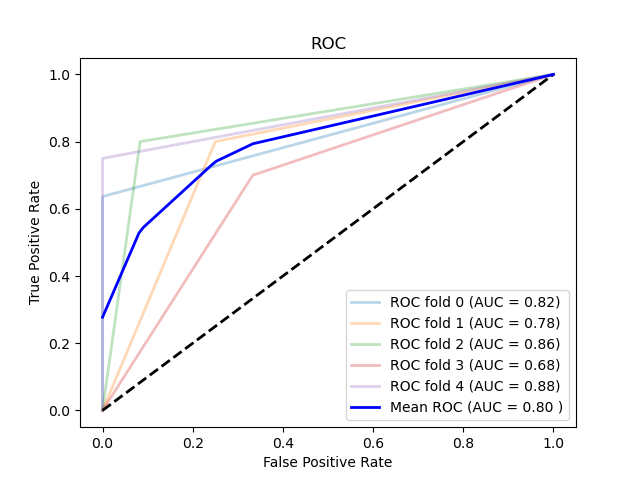 ROC
1.0
0.8
0.6
0.4
0.2
0.0
True Positive Rate
ROC fold 0 (AUC = 0.82)
ROC fold 1 (AUC = 0.78)
ROC fold 2 (AUC = 0.86)
ROC fold 3 (AUC = 0.68)
ROC fold 4 (AUC = 0.88)
Mean ROC (AUC = 0.80 )
0.0 0.2 0.4 0.6 0.8 1.0
False Positive Rate